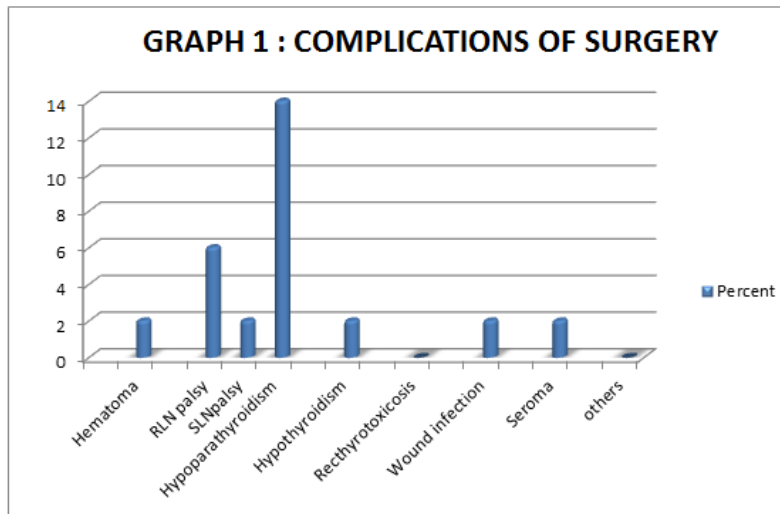 GRAPH 1 : COMPLICATIONS OF SURGERY
14
12
10
8
6
4
2
0
Hematoma
RLN palsy
SLNpalsy
Hypoparathyroidism
Hypothyroidism
Recthyrotoxicosis
Wound infection
Seroma
others
Percent